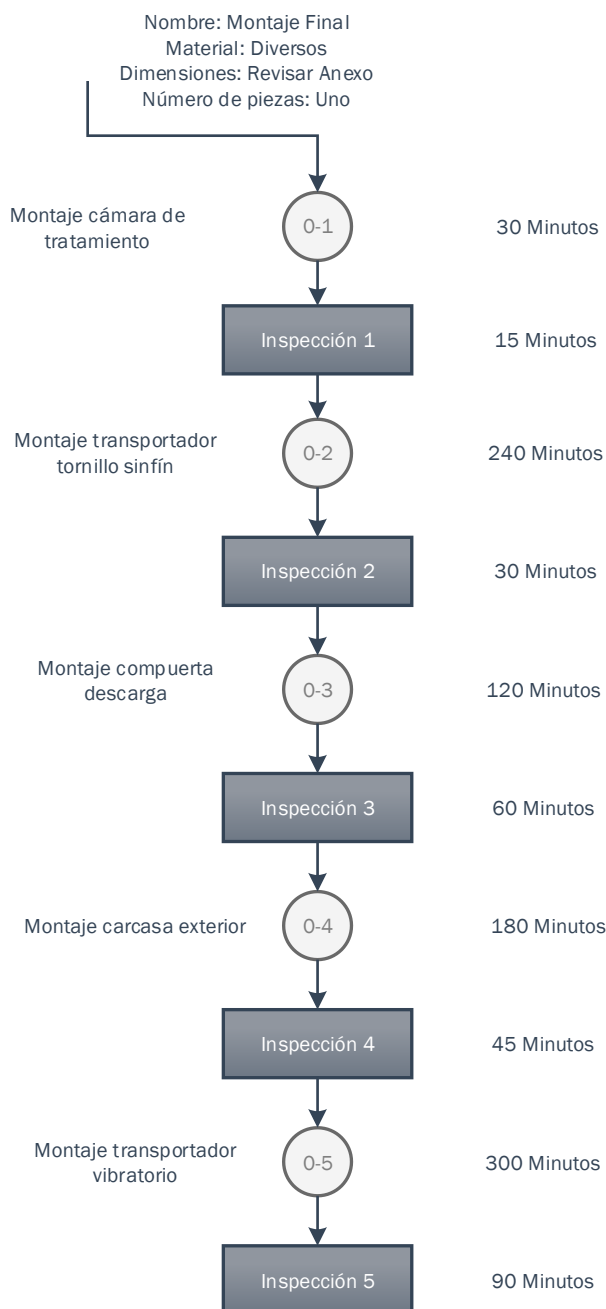 Nombre: Montaje Final
Material: Diversos
Dimensiones: Revisar Anexo
Número de piezas: Uno
Montaje cámara de
tratamiento
0-1
30 Minutos
Inspección 1
15 Minutos
Montaje transportador
tornillo sinfín
0-2
240 Minutos
Inspección 2
30 Minutos
Montaje compuerta
descarga
0-3
120 Minutos
Inspección 3
60 Minutos
Montaje carcasa exterior
0-4
180 Minutos
Inspección 4
45 Minutos
Montaje transportador
vibratorio
0-5
300 Minutos
Inspección 5
90 Minutos